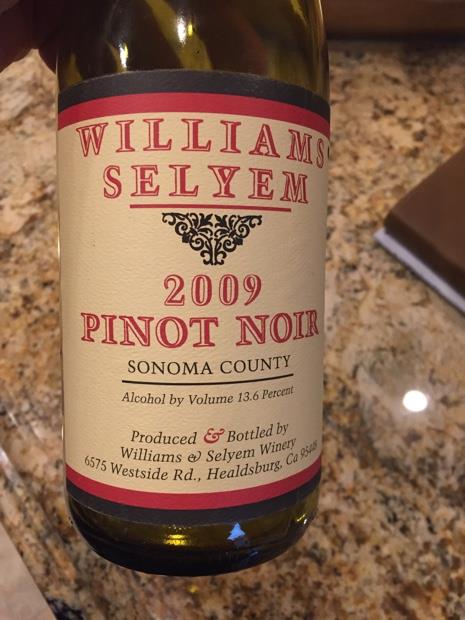 WILLIAMS
SELYEM
2009
PINOT NOIR
SONOMA COUNTY
Alcohol by Volume 13.6 Percent
Produced & Bottled by
Williams & Selyem Winery
6575 Westside Rd., Healdsburg, Ca 95448